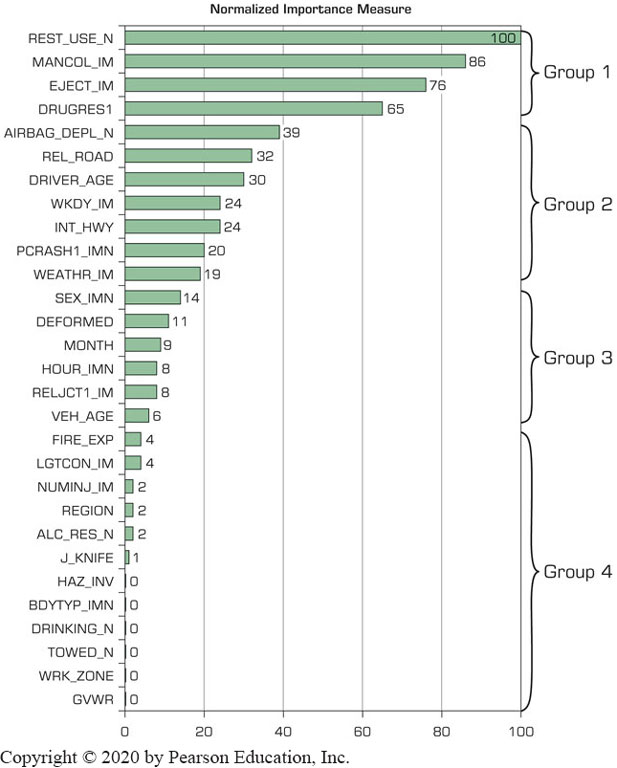 Normalized Importance Measure
REST_USE_N 100
MANCOL_IM 86
EJECT_IM 76
Group 1
DRUGRES1 65
AIRBAG_DEPL_N 39
REL_ROAD 32
DRIVER_AGE 30
WKDY_IM 24
Group 2
INT_HWY 24
PCRASH1_IMN 20
WEATHR_IM 19
SEX_IMN 14
DEFORMED 11
MONTH 9
Group 3
HOUR_IMN 8
RELJCT1_IM 8
VEH_AGE 6
FIRE_EXP 4
LGTCON_IM 4
NUMINJ_IM 2
REGION 2
ALC_RES_N 2
J_KNIFE 1
Group 4
HAZ_INV 0
BDYTYP_IMN 0
DRINKING_N 0
TOWED_N 0
WRK_ZONE 0
GVWR 0
0 20 40 60 80 100
Copyright © 2020 by Pearson Education, Inc.